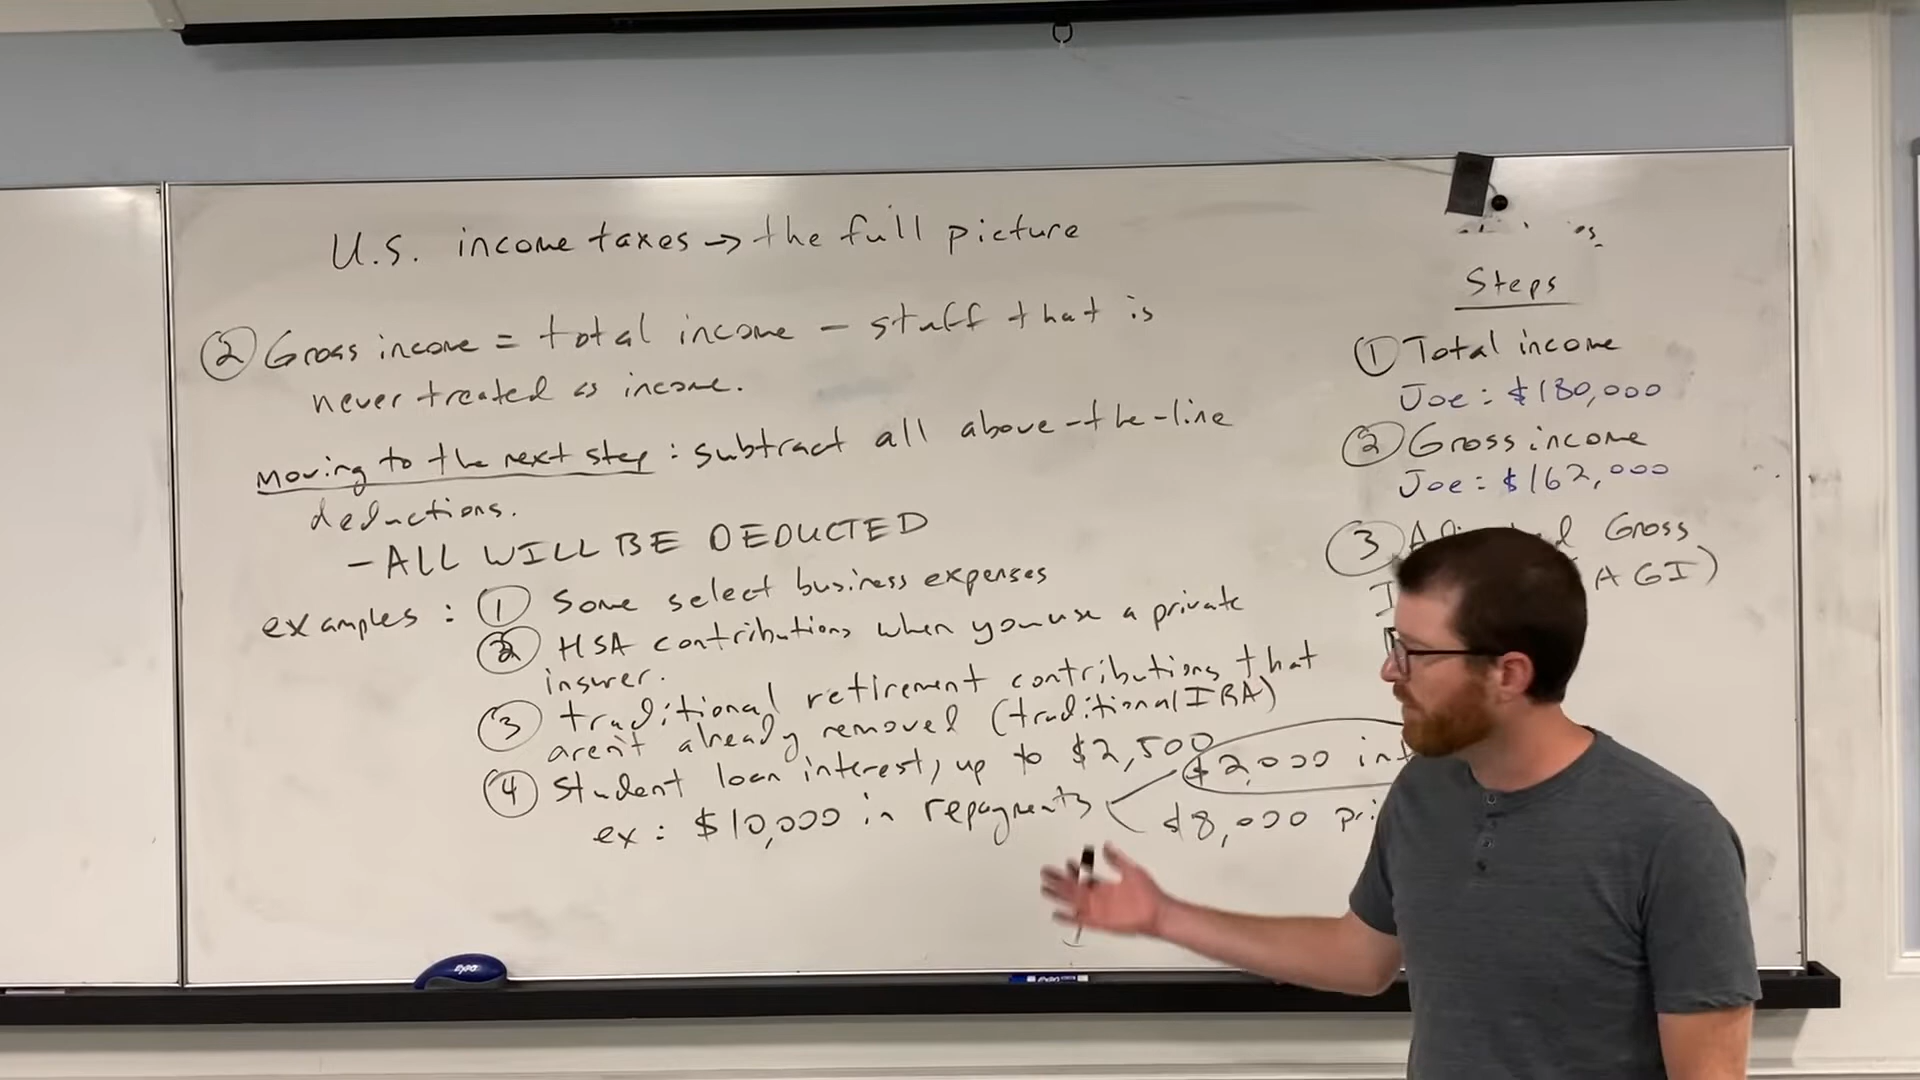 U.S. income taxes → the full picture
② Gross income = total income - stuff that is
never treated as income.
moving to the next step : subtract all above-the-line
deductions.
- ALL WILL BE DEDUCTED
examples : ① Some select business expenses
② HSA contributions when you use a private
insurer.
③ traditional retirement contributions that
aren't already removed (traditional IRA)
④ Student loan interest, up to $2,500
ex : $10,000 in repayments
$2,000 int
$8,000 pri
Steps
① Total income
Joe : $180,000
② Gross income
Joe : $162,000
③ Gross
AGI)
EXPO